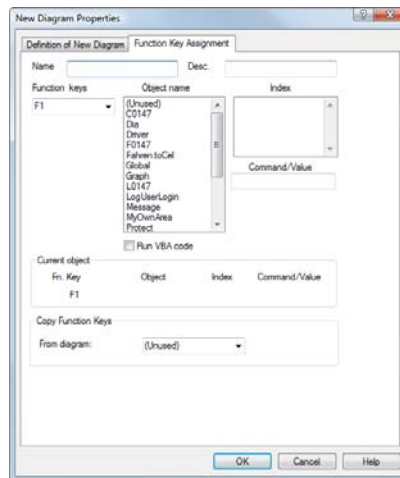 New Diagram Properties
Definition of New Diagram
Function Key Assignment
Name
Desc.
Function keys
Object name
Index
F1
(Unused)
C0147
Dia
Driver
F0147
Fahren toCel
Global
Graph
L0147
LogUserLogin
Message
MyOwnArea
Protect
Command/Value
Run VBA code
Current object
Fn. Key
Object
Index
Command/Value
F1
Copy Function Keys
From diagram:
(Unused)
OK
Cancel
Help